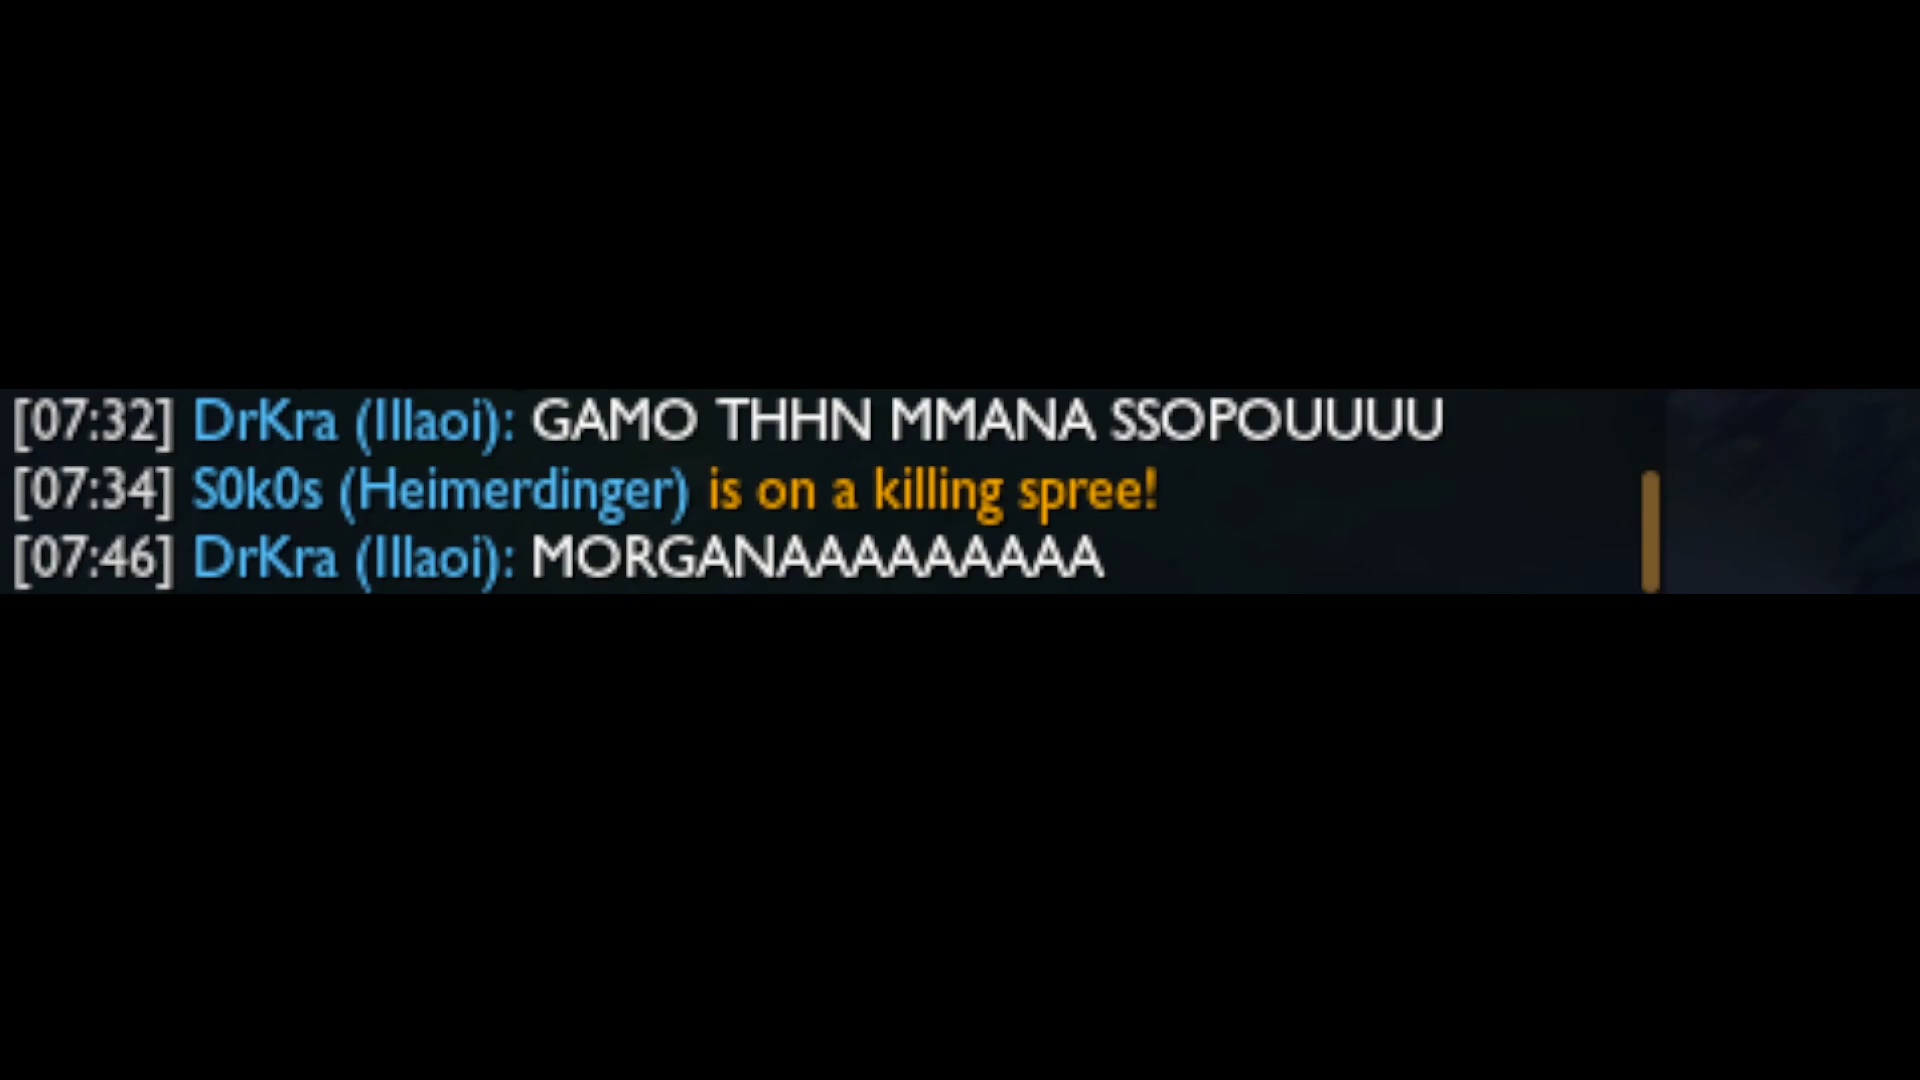 [07:32] DrKra (Illaoi): GAMO THHN MMANA SSOPOUUUU
[07:34] S0k0s (Heimerdinger) is on a killing spree!
[07:46] DrKra (Illaoi): MORGANAAAAAAAAAA